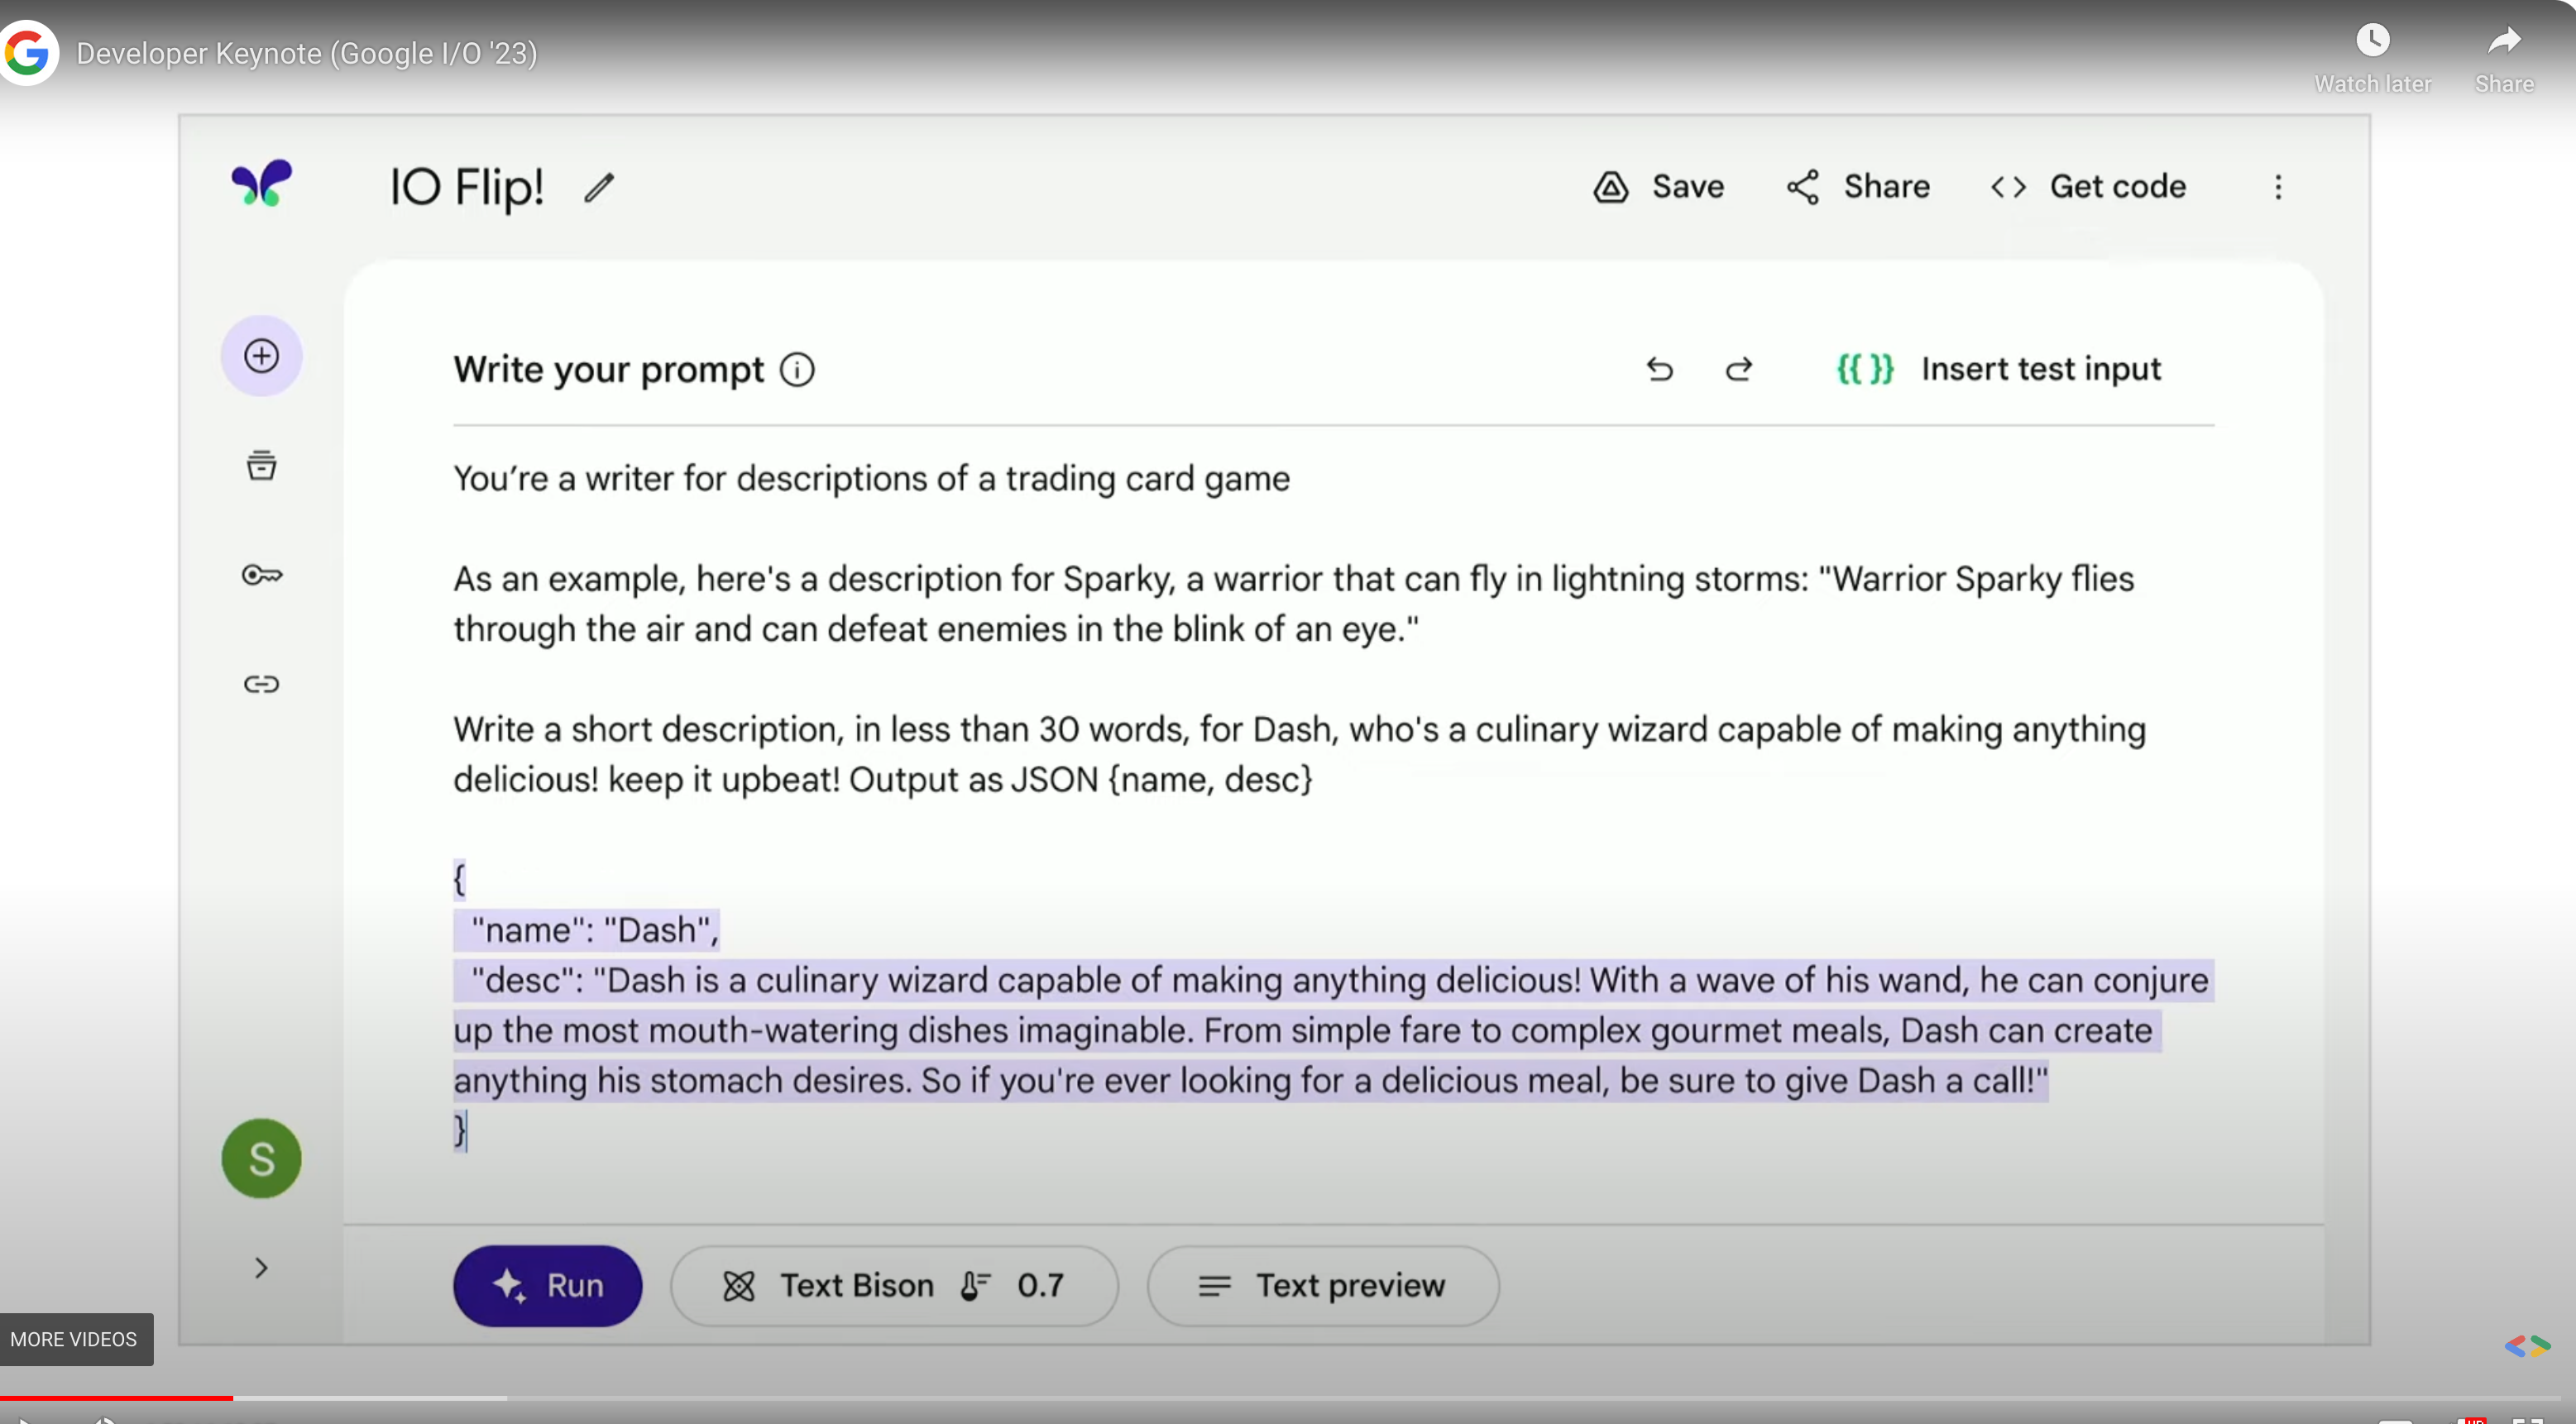 Developer Keynote (Google I/O '23)
Watch later
Share
IO Flip!
Save
Share
Get code
Write your prompt
{{ }} Insert test input
You’re a writer for descriptions of a trading card game
As an example, here's a description for Sparky, a warrior that can fly in lightning storms: "Warrior Sparky flies
through the air and can defeat enemies in the blink of an eye."
Write a short description, in less than 30 words, for Dash, who's a culinary wizard capable of making anything
delicious! keep it upbeat! Output as JSON {name, desc}
{
"name": "Dash",
"desc": "Dash is a culinary wizard capable of making anything delicious! With a wave of his wand, he can conjure
up the most mouth-watering dishes imaginable. From simple fare to complex gourmet meals, Dash can create
anything his stomach desires. So if you're ever looking for a delicious meal, be sure to give Dash a call!"
}
S
Run
Text Bison 0.7
Text preview
MORE VIDEOS